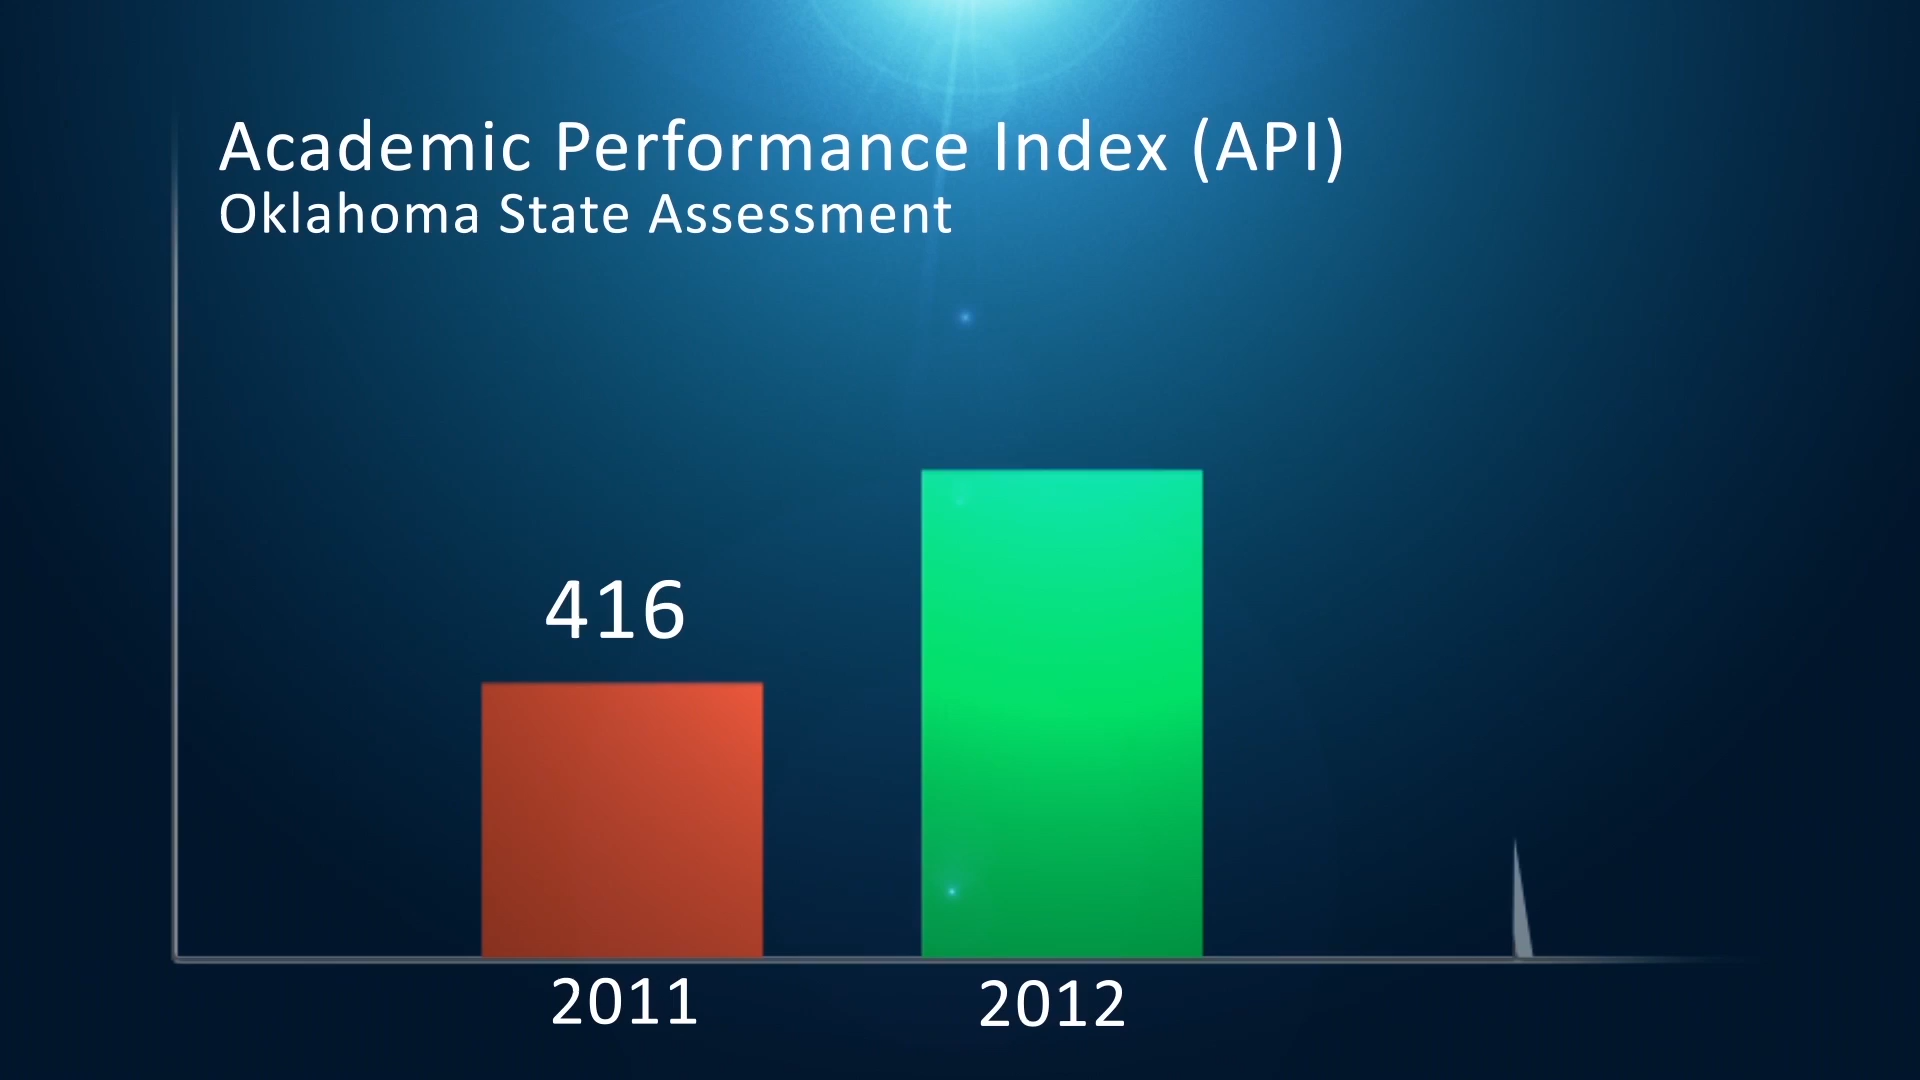 Academic Performance Index (API)
Oklahoma State Assessment
416
2011
2012